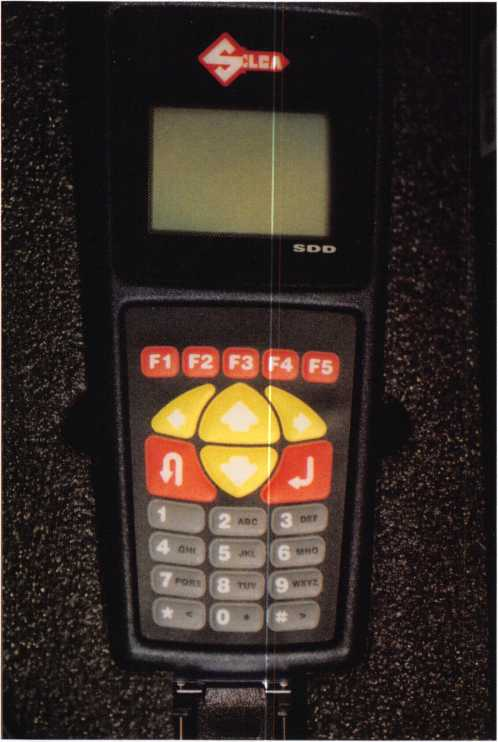 SILCA
SDD
F1 F2 F3 F4 F5
1 2 ABC 3 DEF
4 GHI 5 JKL 6 MNO
7 PQRS 8 TUV 9 WXYZ
* < 0 + # >